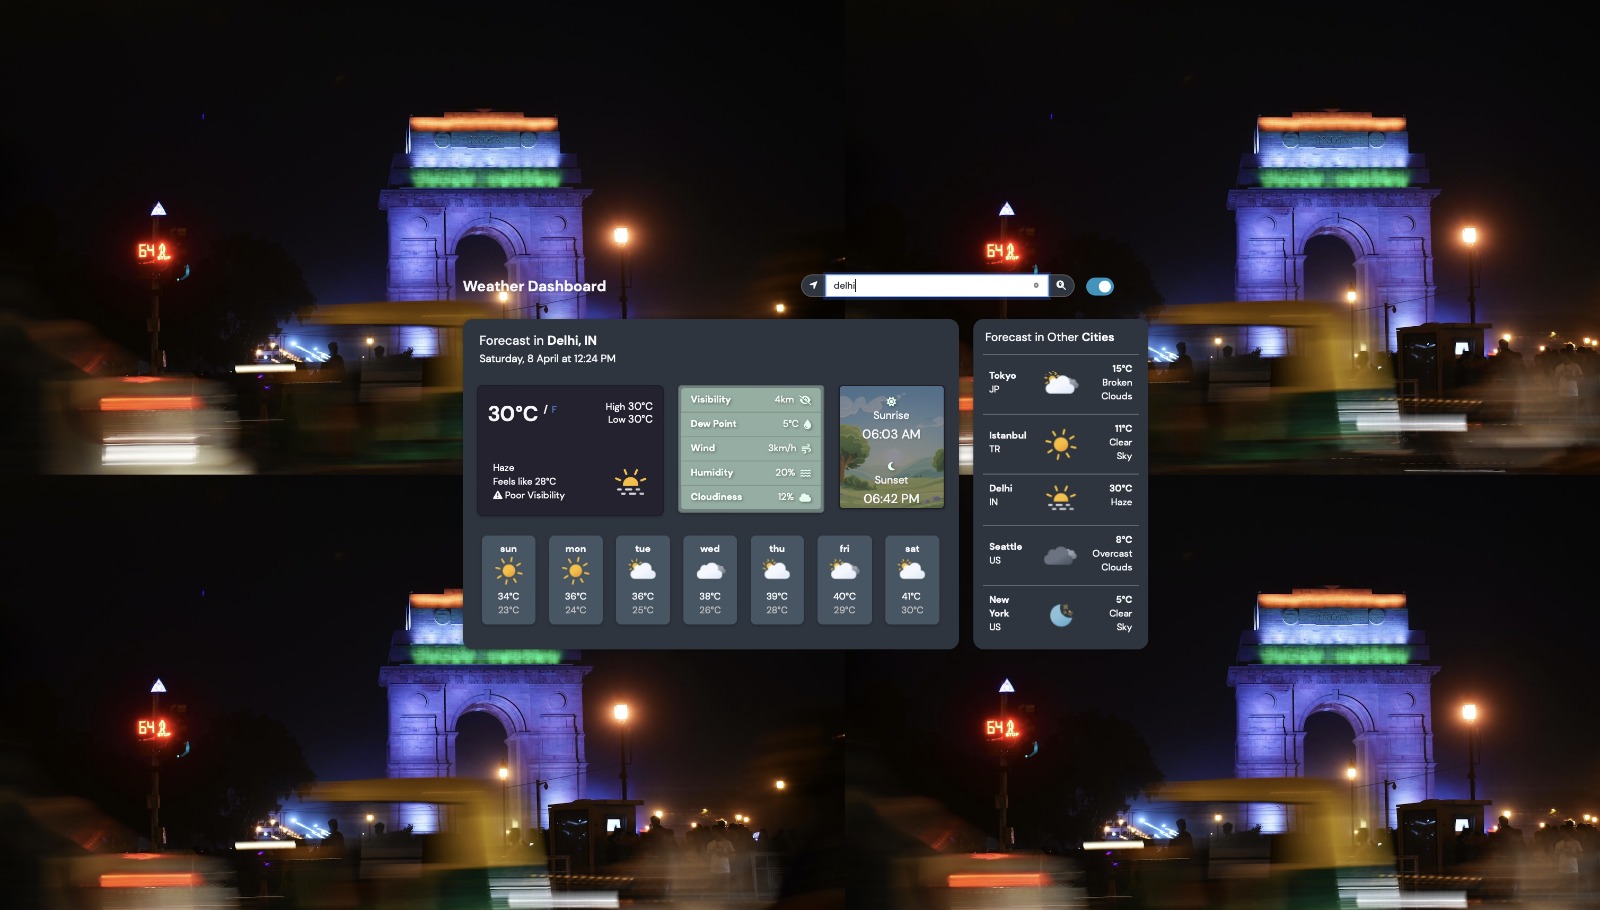 64
64
Weather Dashboard
delhi
Forecast in Delhi, IN
Saturday, 8 April at 12:24 PM
30°C / F
High 30°C
Low 30°C
Haze
Feels like 28°C
Poor Visibility
Visibility 4km
Dew Point 5°C
Wind 3km/h
Humidity 20%
Cloudiness 12%
Sunrise
06:03 AM
Sunset
06:42 PM
sun mon tue wed thu fri sat
34°C 36°C 36°C 38°C 39°C 40°C 41°C
23°C 24°C 25°C 26°C 28°C 29°C 30°C
Forecast in Other Cities
Tokyo
JP
15°C
Broken
Clouds
Istanbul
TR
11°C
Clear
Sky
Delhi
IN
30°C
Haze
Seattle
US
8°C
Overcast
Clouds
New
York
US
5°C
Clear
Sky
64
64